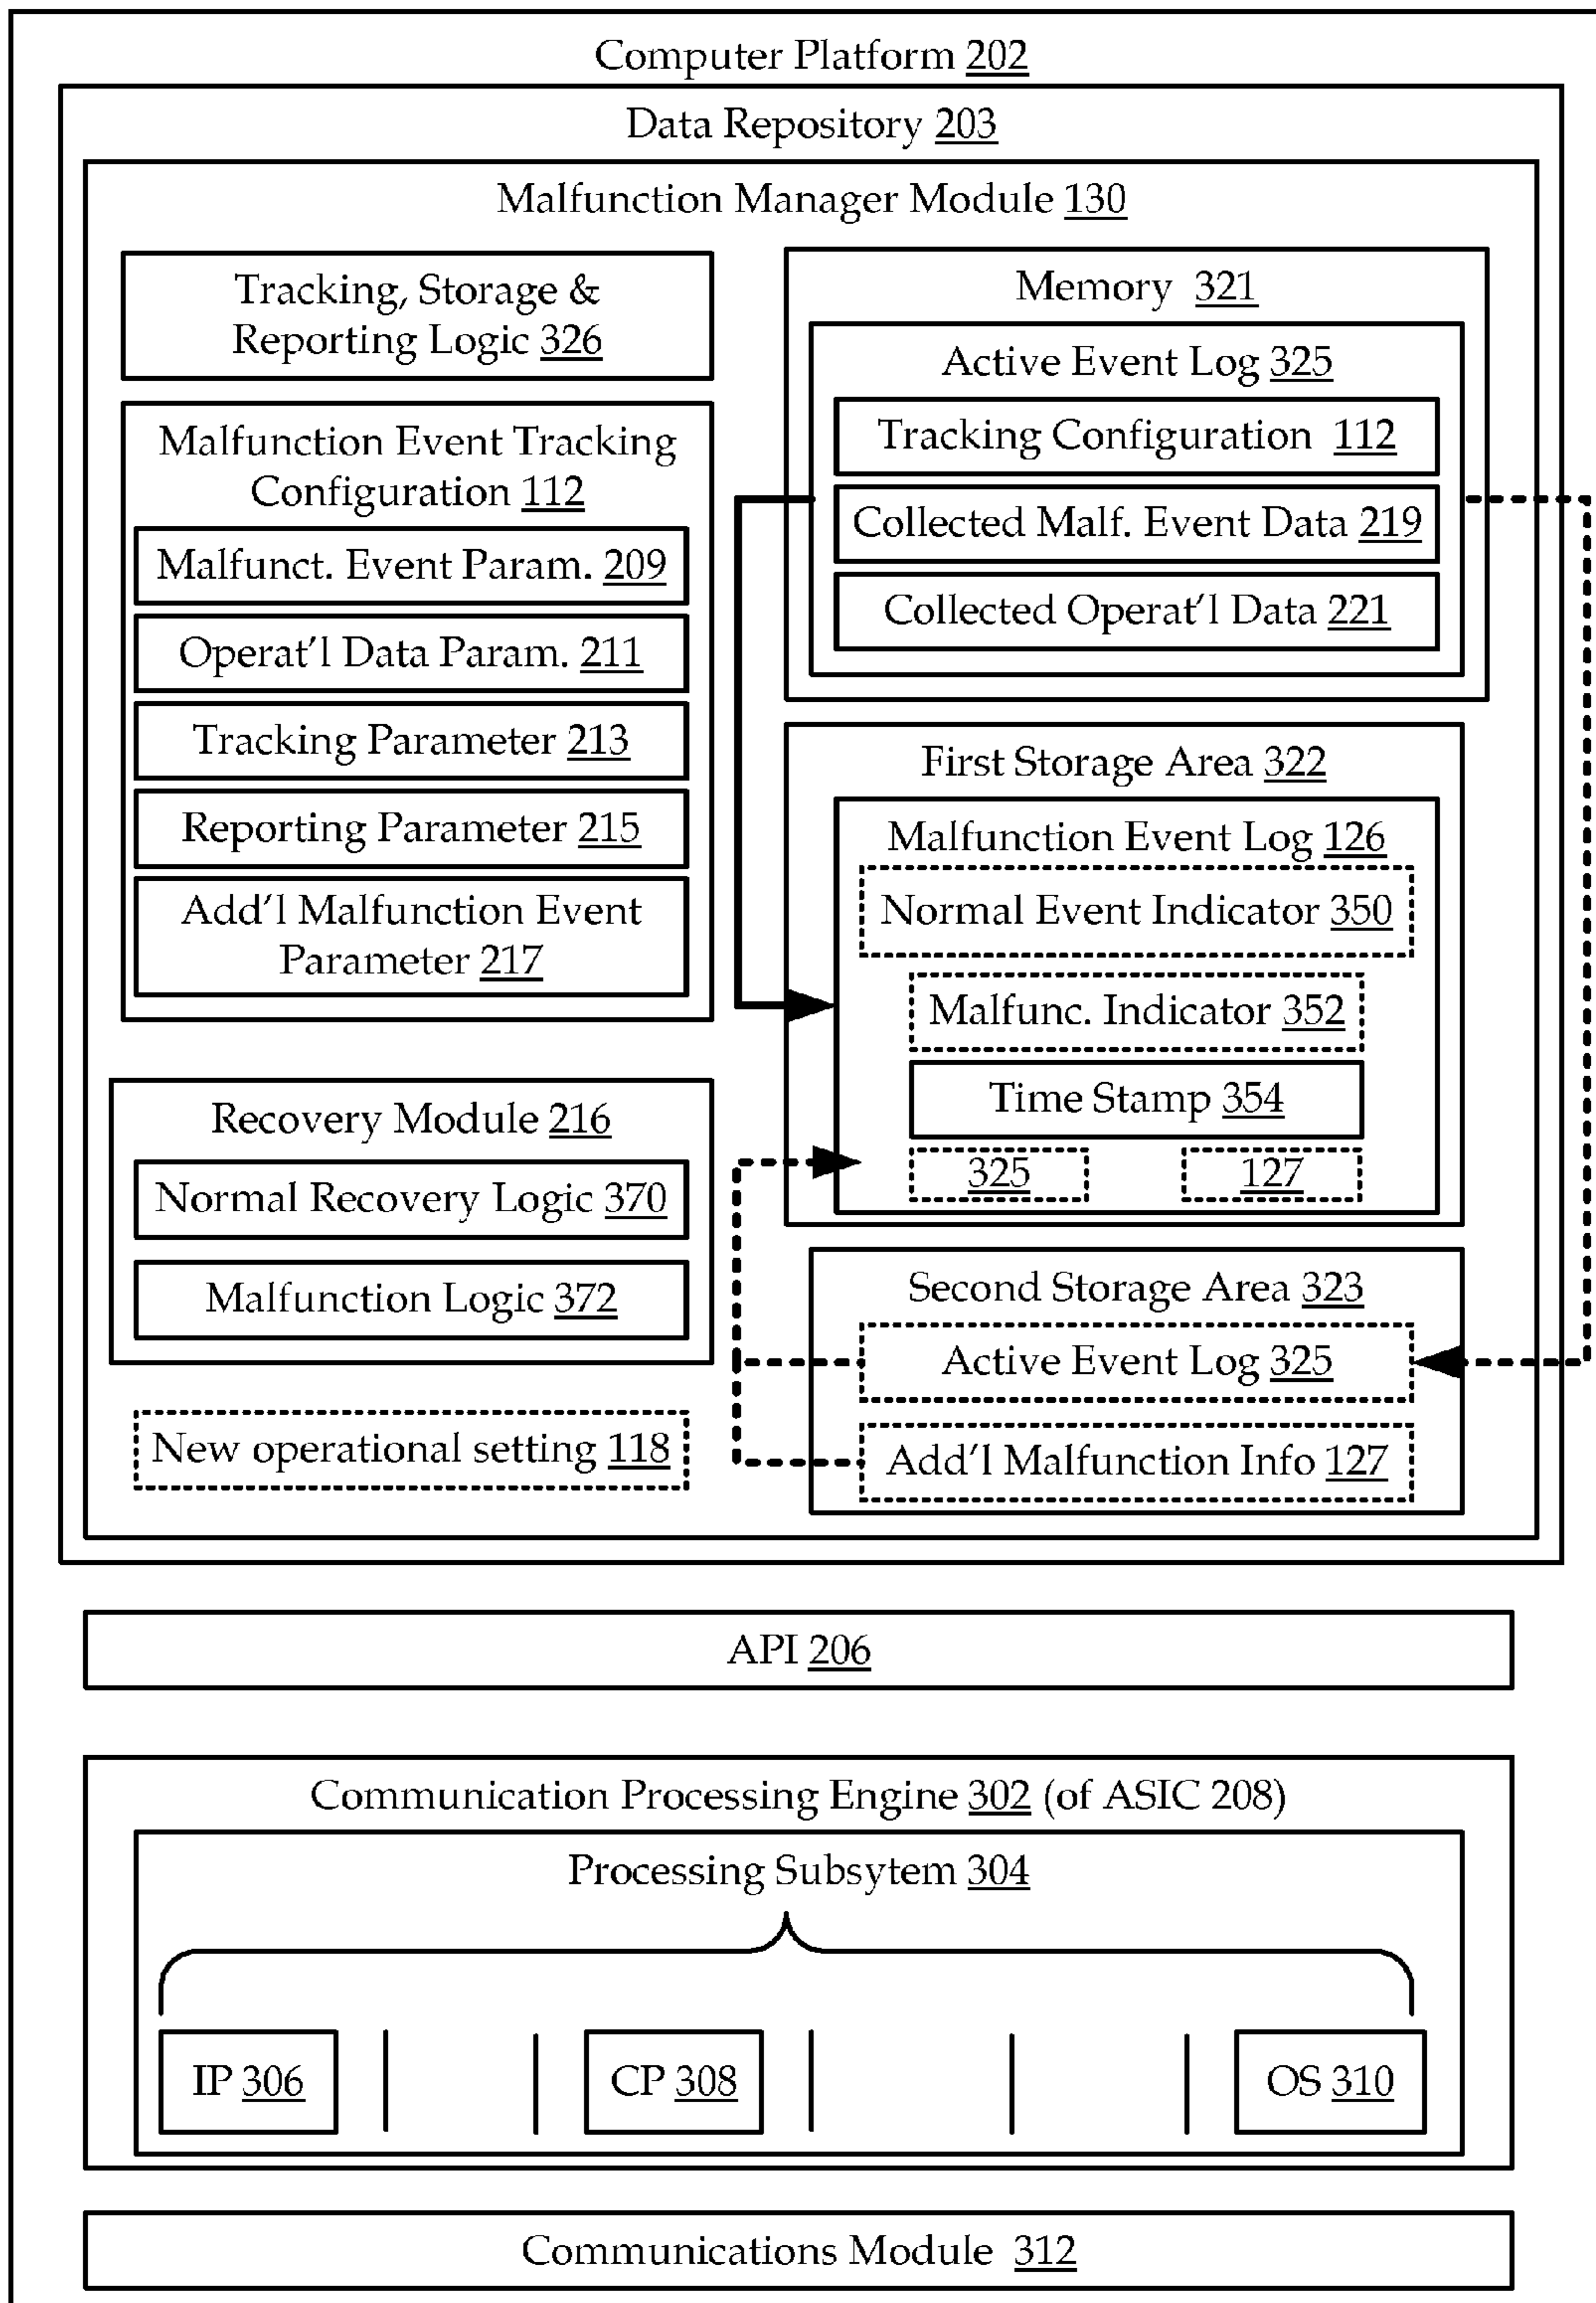 Computer Platform 202
Data Repository 203
Malfunction Manager Module 130
Tracking, Storage &
Reporting Logic 326
Malfunction Event Tracking
Configuration 112
Malfunct. Event Param. 209
Operat'l Data Param. 211
Tracking Parameter 213
Reporting Parameter 215
Add'l Malfunction Event
Parameter 217
Recovery Module 216
Normal Recovery Logic 370
Malfunction Logic 372
New operational setting 118
Memory 321
Active Event Log 325
Tracking Configuration 112
Collected Malf. Event Data 219
Collected Operat'l Data 221
First Storage Area 322
Malfunction Event Log 126
Normal Event Indicator 350
Malfunc. Indicator 352
Time Stamp 354
325 127
Second Storage Area 323
Active Event Log 325
Add'l Malfunction Info 127
API 206
Communication Processing Engine 302 (of ASIC 208)
Processing Subsytem 304
IP 306 CP 308 OS 310
Communications Module 312